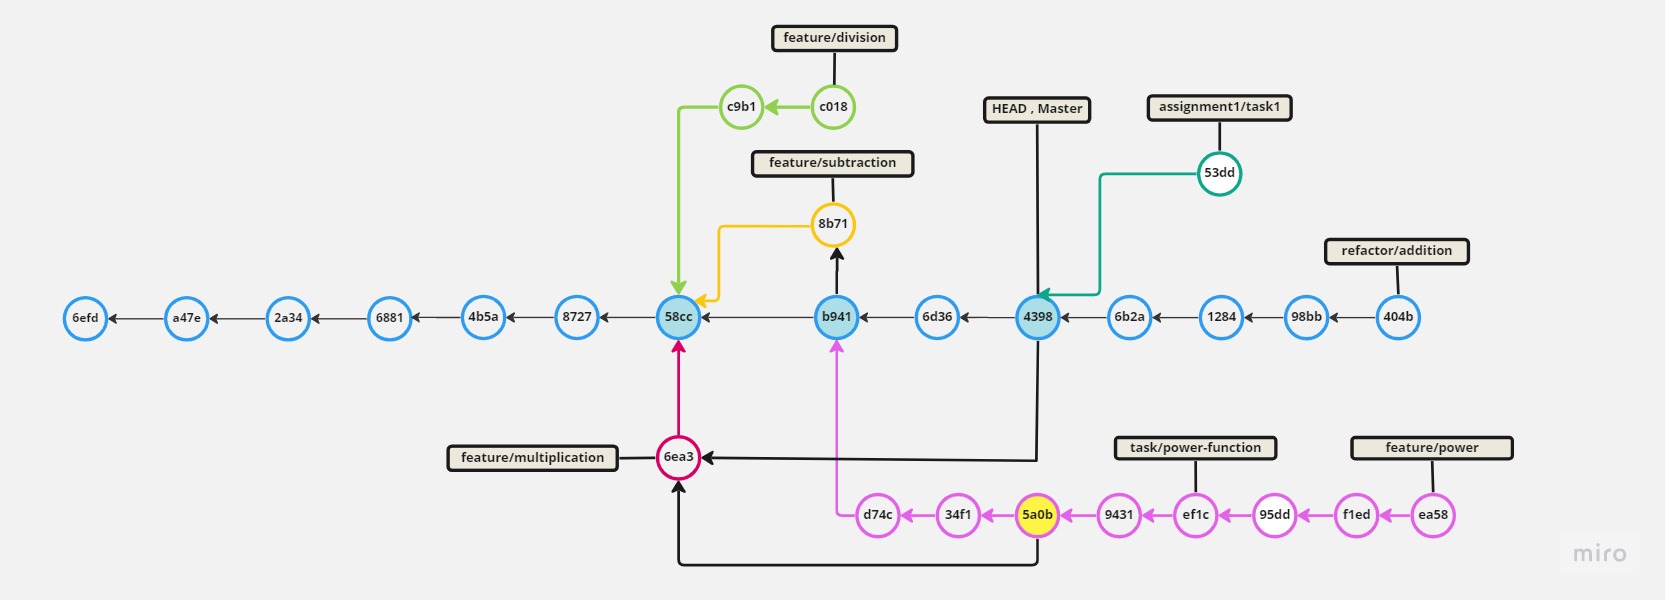 feature/division
c9b1
c018
HEAD , Master
assignment1/task1
feature/subtraction
53dd
8b71
refactor/addition
6efd
a47e
2a34
6881
4b5a
8727
58cc
b941
6d36
4398
6b2a
1284
98bb
404b
feature/multiplication
6ea3
task/power-function
feature/power
d74c
34f1
5a0b
9431
ef1c
95dd
f1ed
ea58
miro